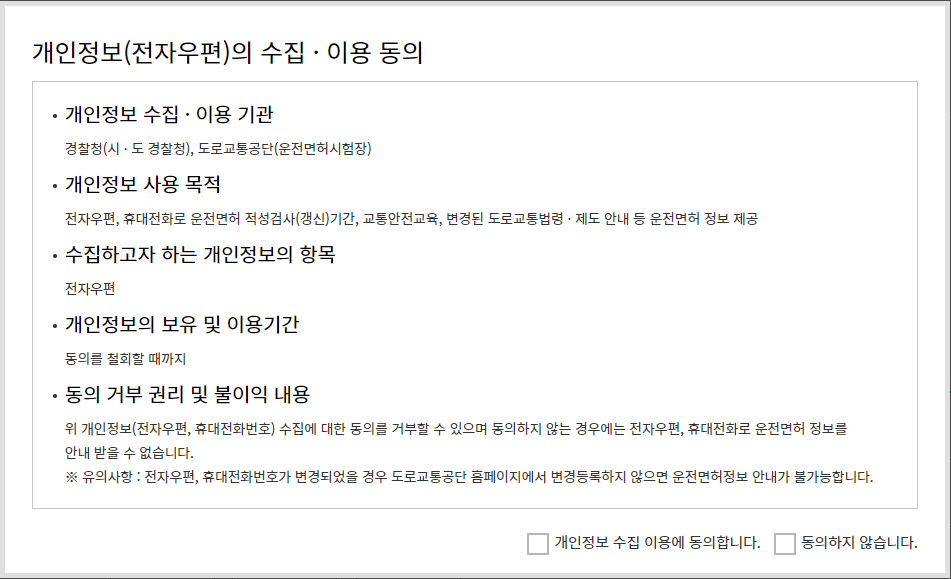 개인정보(전자우편)의 수집 · 이용 동의
• 개인정보 수집 · 이용 기관
경찰청(시 · 도 경찰청), 도로교통공단(운전면허시험장)
• 개인정보 사용 목적
전자우편, 휴대전화로 운전면허 적성검사(갱신)기간, 교통안전교육, 변경된 도로교통법령 · 제도 안내 등 운전면허 정보 제공
• 수집하고자 하는 개인정보의 항목
전자우편
• 개인정보의 보유 및 이용기간
동의를 철회할 때까지
• 동의 거부 권리 및 불이익 내용
위 개인정보(전자우편, 휴대전화번호) 수집에 대한 동의를 거부할 수 있으며 동의하지 않는 경우에는 전자우편, 휴대전화로 운전면허 정보를
안내 받을 수 없습니다.
※ 유의사항 : 전자우편, 휴대전화번호가 변경되었을 경우 도로교통공단 홈페이지에서 변경등록하지 않으면 운전면허정보 안내가 불가능합니다.
개인정보 수집 이용에 동의합니다. 동의하지 않습니다.